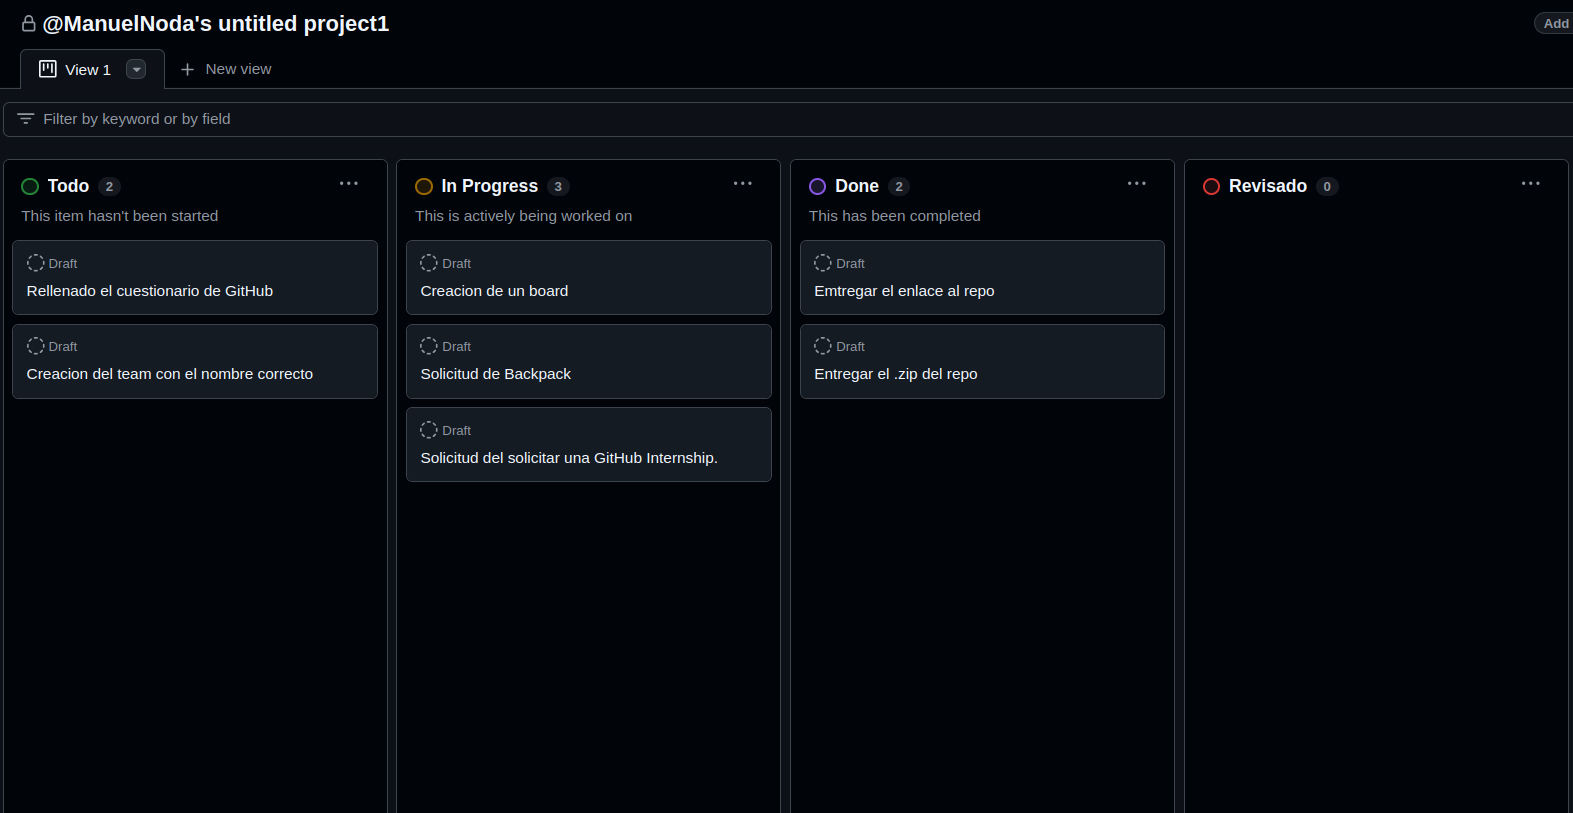 @ManuelNoda's untitled project1
Add
View 1
New view
Filter by keyword or by field
Todo 2
This item hasn't been started
Draft
Rellenado el cuestionario de GitHub
Draft
Creacion del team con el nombre correcto
In Progress 3
This is actively being worked on
Draft
Creacion de un board
Draft
Solicitud de Backpack
Draft
Solicitud del solicitar una GitHub Internship.
Done 2
This has been completed
Draft
Emtregar el enlace al repo
Draft
Entregar el .zip del repo
Revisado 0